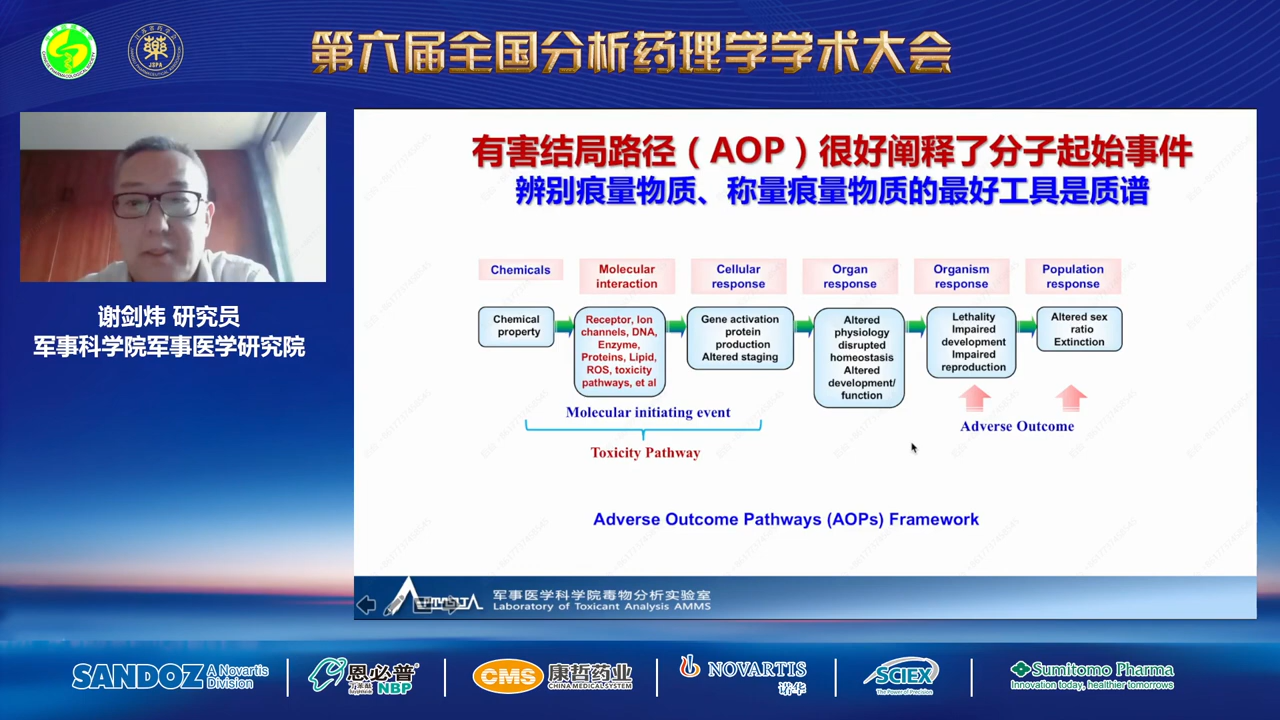 第六届全国分析药理学学术大会
JSPA
谢剑炜 研究员
军事科学院军事医学研究院
有害结局路径（AOP）很好阐释了分子起始事件
辨别痕量物质、称量痕量物质的最好工具是质谱
Chemicals
Molecular
interaction
Cellular
response
Organ
response
Organism
response
Population
response
Chemical
property
Receptor, Ion
channels, DNA,
Enzyme,
Proteins, Lipid,
ROS, toxicity
pathways, et al
Gene activation
protein
production
Altered staging
Altered
physiology
disrupted
homeostasis
Altered
development/
function
Lethality
Impaired
development
Impaired
reproduction
Altered sex
ratio
Extinction
Molecular initiating event
Toxicity Pathway
Adverse Outcome
Adverse Outcome Pathways (AOPs) Framework
军事医学科学院毒物分析实验室
Laboratory of Toxicant Analysis AMMS
SANDOZ A Novartis
Division
恩必普
NBP
CMS 康哲药业
CHINA MEDICAL SYSTEM
NOVARTIS
诺华
SCIEX
The Power of Precision
Sumitomo Pharma
Innovation today, healthier tomorrows